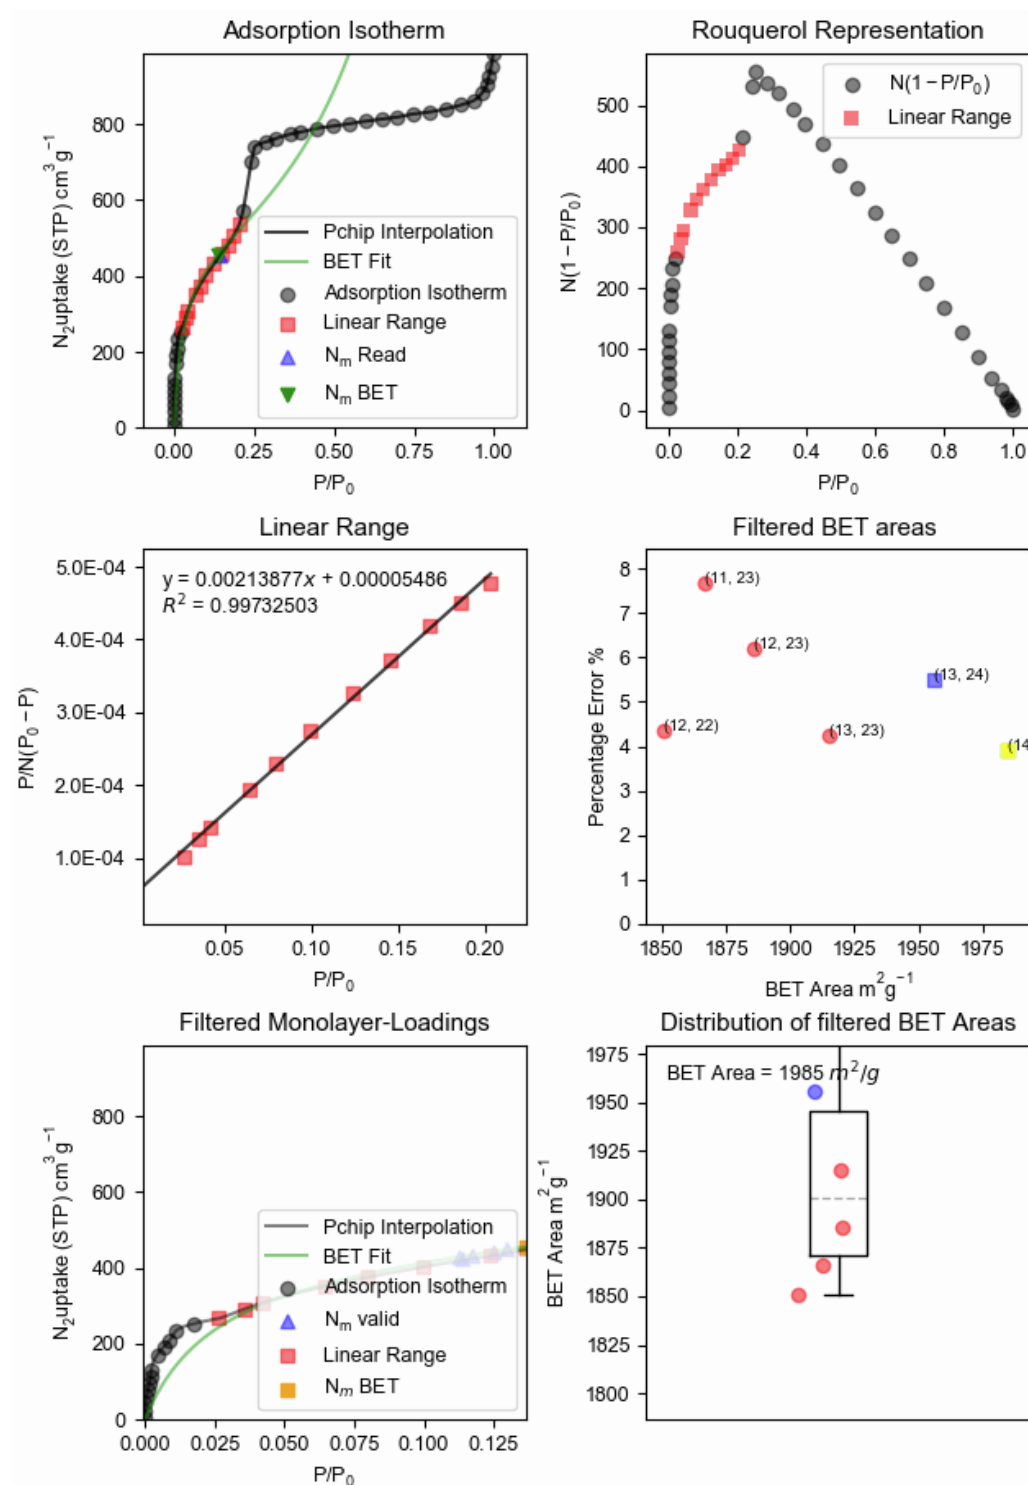 Adsorption Isotherm
N₂uptake (STP) cm³g⁻¹
800
600
400
200
0
0.00 0.25 0.50 0.75 1.00
P/P₀
Pchip Interpolation
BET Fit
Adsorption Isotherm
Linear Range
Nₘ Read
Nₘ BET
Rouquerol Representation
N(1−P/P₀)
500
400
300
200
100
0
0.0 0.2 0.4 0.6 0.8 1.0
P/P₀
N(1−P/P₀)
Linear Range
Linear Range
P/N(P₀−P)
5.0E-04
4.0E-04
3.0E-04
2.0E-04
1.0E-04
0.05 0.10 0.15 0.20
P/P₀
y = 0.00213877x + 0.00005486
R² = 0.99732503
Filtered BET areas
Percentage Error %
8
7
6
5
4
3
2
1
0
1850 1875 1900 1925 1950 1975
BET Area m²g⁻¹
(11, 23)
(12, 23)
(13, 24)
(12, 22)
(13, 23)
(14
Filtered Monolayer-Loadings
N₂uptake (STP) cm³g⁻¹
800
600
400
200
0
0.000 0.025 0.050 0.075 0.100 0.125
P/P₀
Pchip Interpolation
BET Fit
Adsorption Isotherm
Nₘ valid
Linear Range
Nₘ BET
Distribution of filtered BET Areas
BET Area m²g⁻¹
1975
1950
1925
1900
1875
1850
1825
1800
BET Area = 1985 m²/g